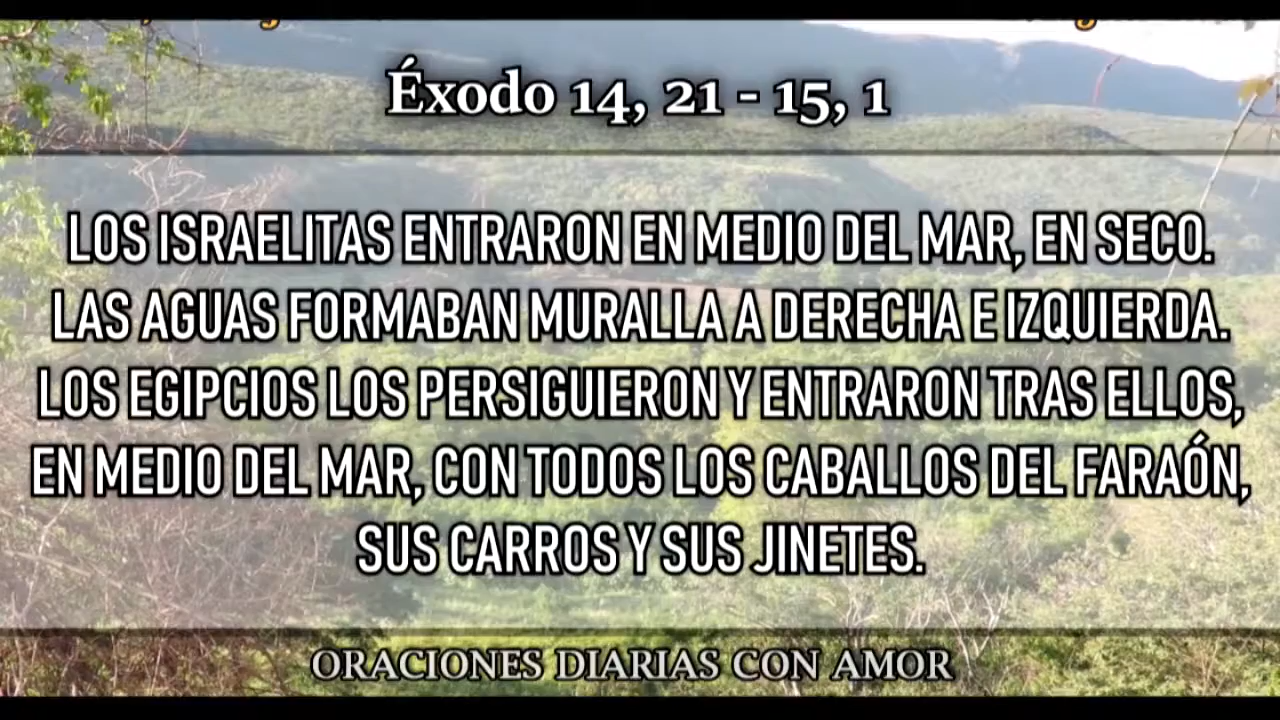 Éxodo 14, 21 - 15, 1
LOS ISRAELITAS ENTRARON EN MEDIO DEL MAR, EN SECO.
LAS AGUAS FORMABAN MURALLA A DERECHA E IZQUIERDA.
LOS EGIPCIOS LOS PERSIGUIERON Y ENTRARON TRAS ELLOS,
EN MEDIO DEL MAR, CON TODOS LOS CABALLOS DEL FARAÓN,
SUS CARROS Y SUS JINETES.
ORACIONES DIARIAS CON AMOR